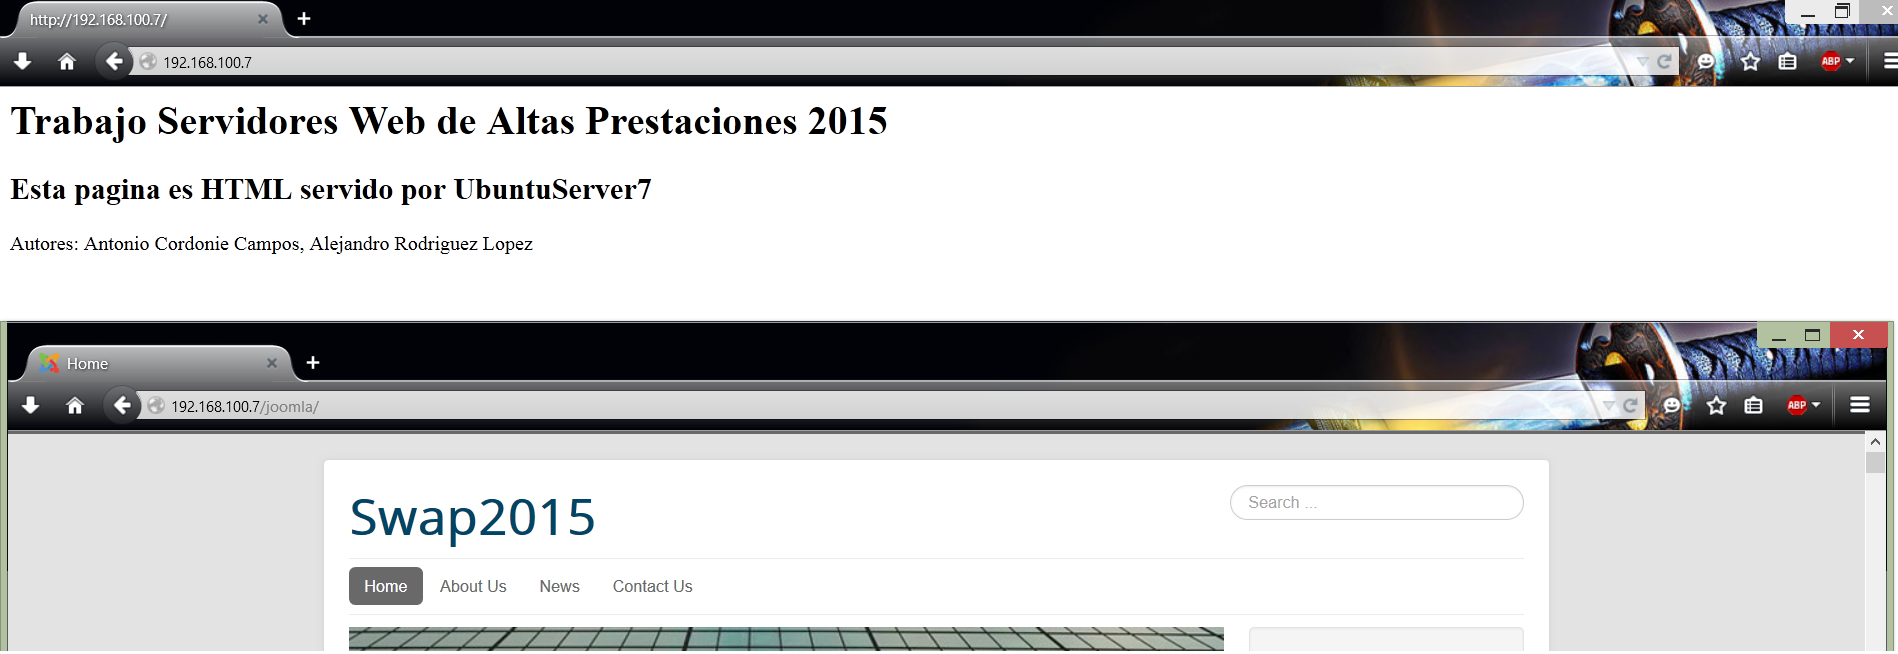 http://192.168.100.7/
192.168.100.7
ABP
Trabajo Servidores Web de Altas Prestaciones 2015
Esta pagina es HTML servido por UbuntuServer7
Autores: Antonio Cordonie Campos, Alejandro Rodriguez Lopez
Home
192.168.100.7/joomla/
ABP
Swap2015
Search ...
Home About Us News Contact Us